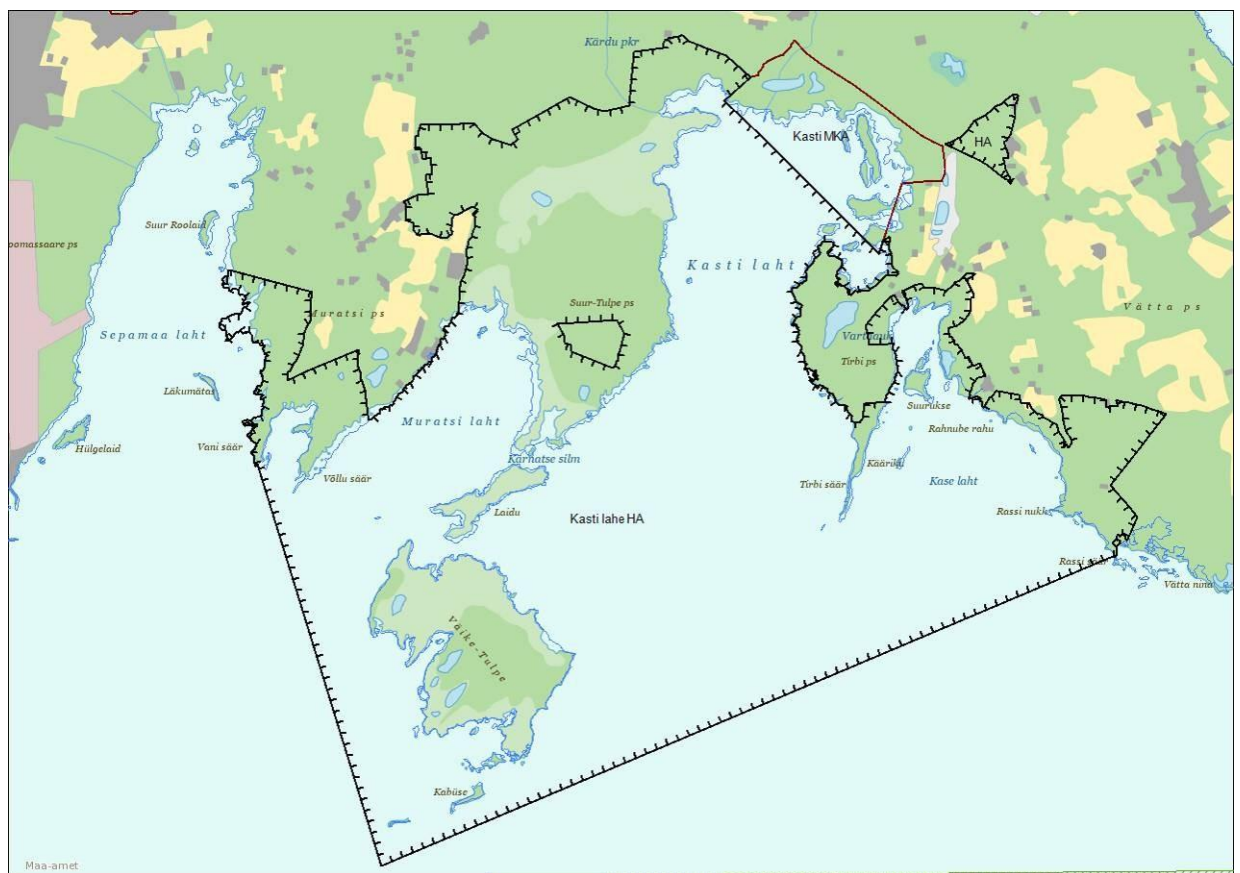 Kärdu pkr
Kasti MKA
HA
Suur Roolaid
oomassaare ps
Kasti laht
Suur-Tulpe ps
Muratsi ps
Vätta ps
Sepamaa laht
Tirbi ps
Läkumätas
Suurukse
Muratsi laht
Rahnube rahu
Hülgelaid
Vani säär
Kärnatse silm
Kääriku
Võllu säär
Tirbi säär
Kase laht
Laidu
Kasti lahe HA
Rassi nukk
Rassi säär
Vätta nina
Väike-Tulpe
Kabüse
Maa-amet